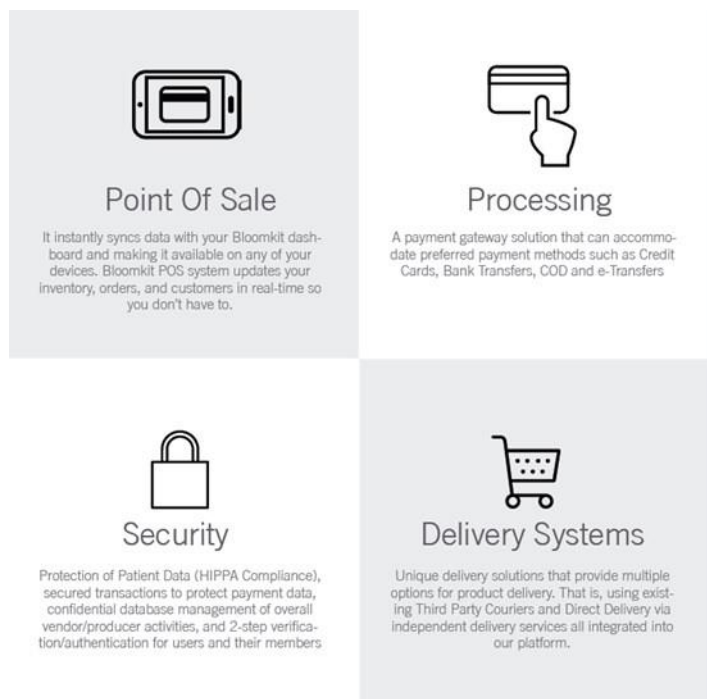 Point Of Sale
It instantly syncs data with your Bloomkit dash-
board and making it available on any of your
devices. Bloomkit POS system updates your
inventory, orders, and customers in real-time so
you don't have to.
Processing
A payment gateway solution that can accommo-
date preferred payment methods such as Credit
Cards, Bank Transfers, COD and e-Transfers
Security
Protection of Patient Data (HIPPA Compliance),
secured transactions to protect payment data,
confidential database management of overall
vendor/producer activities, and 2-step verifica-
tion/authentication for users and their members
Delivery Systems
Unique delivery solutions that provide multiple
options for product delivery. That is, using exist-
ing Third Party Couriers and Direct Delivery via
independent delivery services all integrated into
our platform.